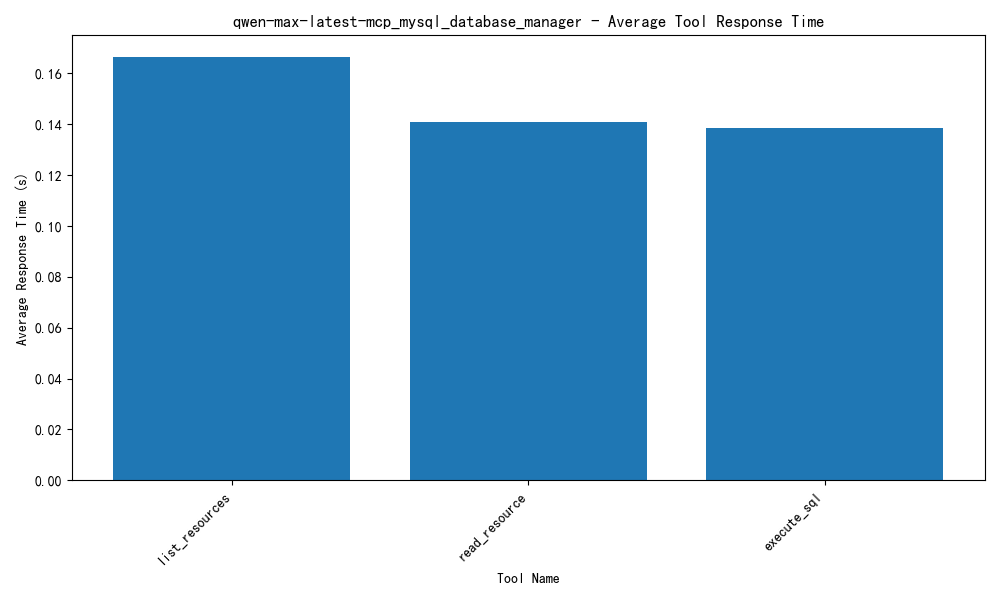 qwen-max-latest-mcp_mysql_database_manager - Average Tool Response Time
Average Response Time (s)
0.16
0.14
0.12
0.10
0.08
0.06
0.04
0.02
0.00
list_resources
read_resource
execute_sql
Tool Name